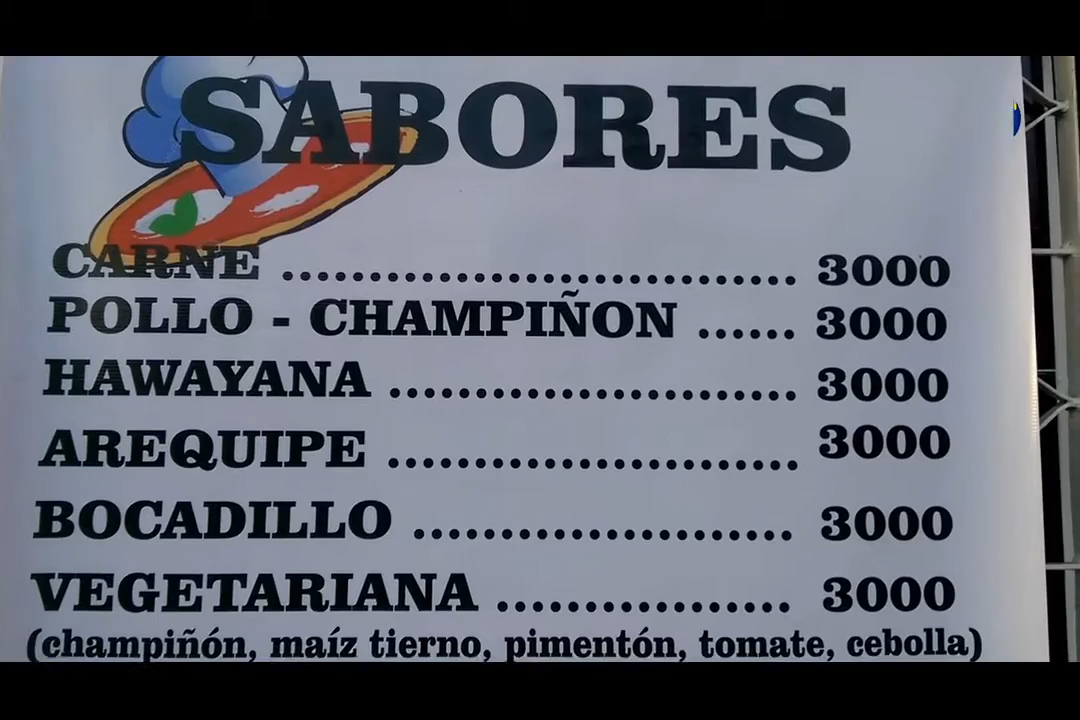 SABORES
CARNE ................................. 3000
POLLO - CHAMPIÑON ...... 3000
HAWAYANA ............................ 3000
AREQUIPE ............................ 3000
BOCADILLO .......................... 3000
VEGETARIANA .................... 3000
(champiñón, maíz tierno, pimentón, tomate, cebolla)